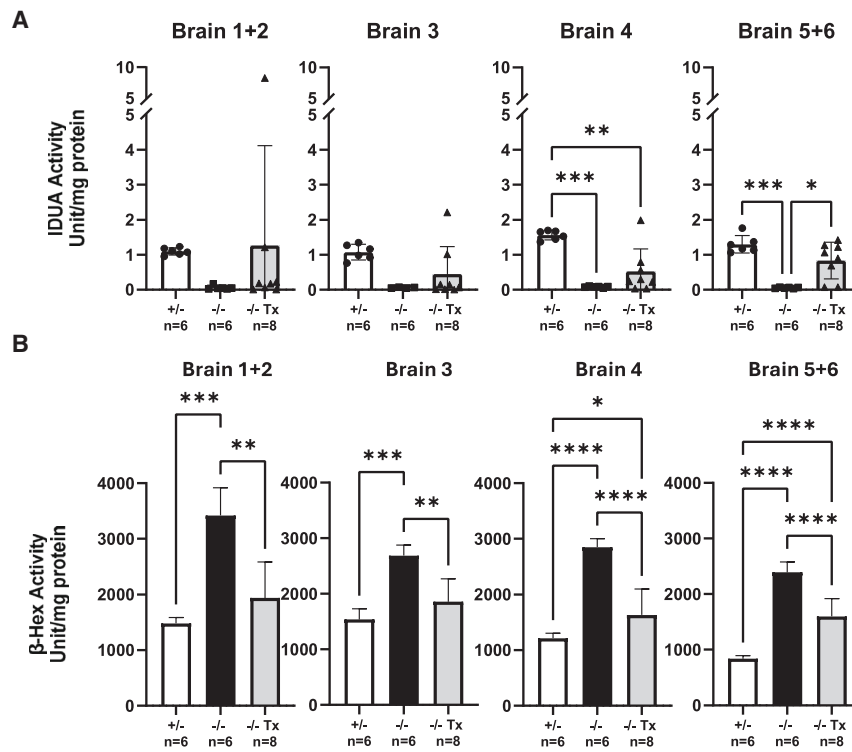 A
Brain 1+2 Brain 3 Brain 4 Brain 5+6
IDUA Activity
Unit/mg protein
10 10 10 10
5 5 5 5
5 5 5 5
** 
4 4 4 4
*** *** *
3 3 3 3
2 2 2 2
1 1 1 1
0 0 0 0
+/- -/- -/- Tx +/- -/- -/- Tx +/- -/- -/- Tx +/- -/- -/- Tx
n=6 n=6 n=8 n=6 n=6 n=8 n=6 n=6 n=8 n=6 n=6 n=8
B
Brain 1+2 Brain 3 Brain 4 Brain 5+6
*** *
** *** **** ****
** **** ****
****
β-Hex Activity
Unit/mg protein
4000 4000 4000 4000
3000 3000 3000 3000
2000 2000 2000 2000
1000 1000 1000 1000
0 0 0 0
+/- -/- -/- Tx +/- -/- -/- Tx +/- -/- -/- Tx +/- -/- -/- Tx
n=6 n=6 n=8 n=6 n=6 n=8 n=6 n=6 n=8 n=6 n=6 n=8